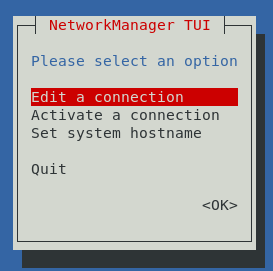 NetworkManager TUI
Please select an option
Edit a connection
Activate a connection
Set system hostname
Quit
<OK>